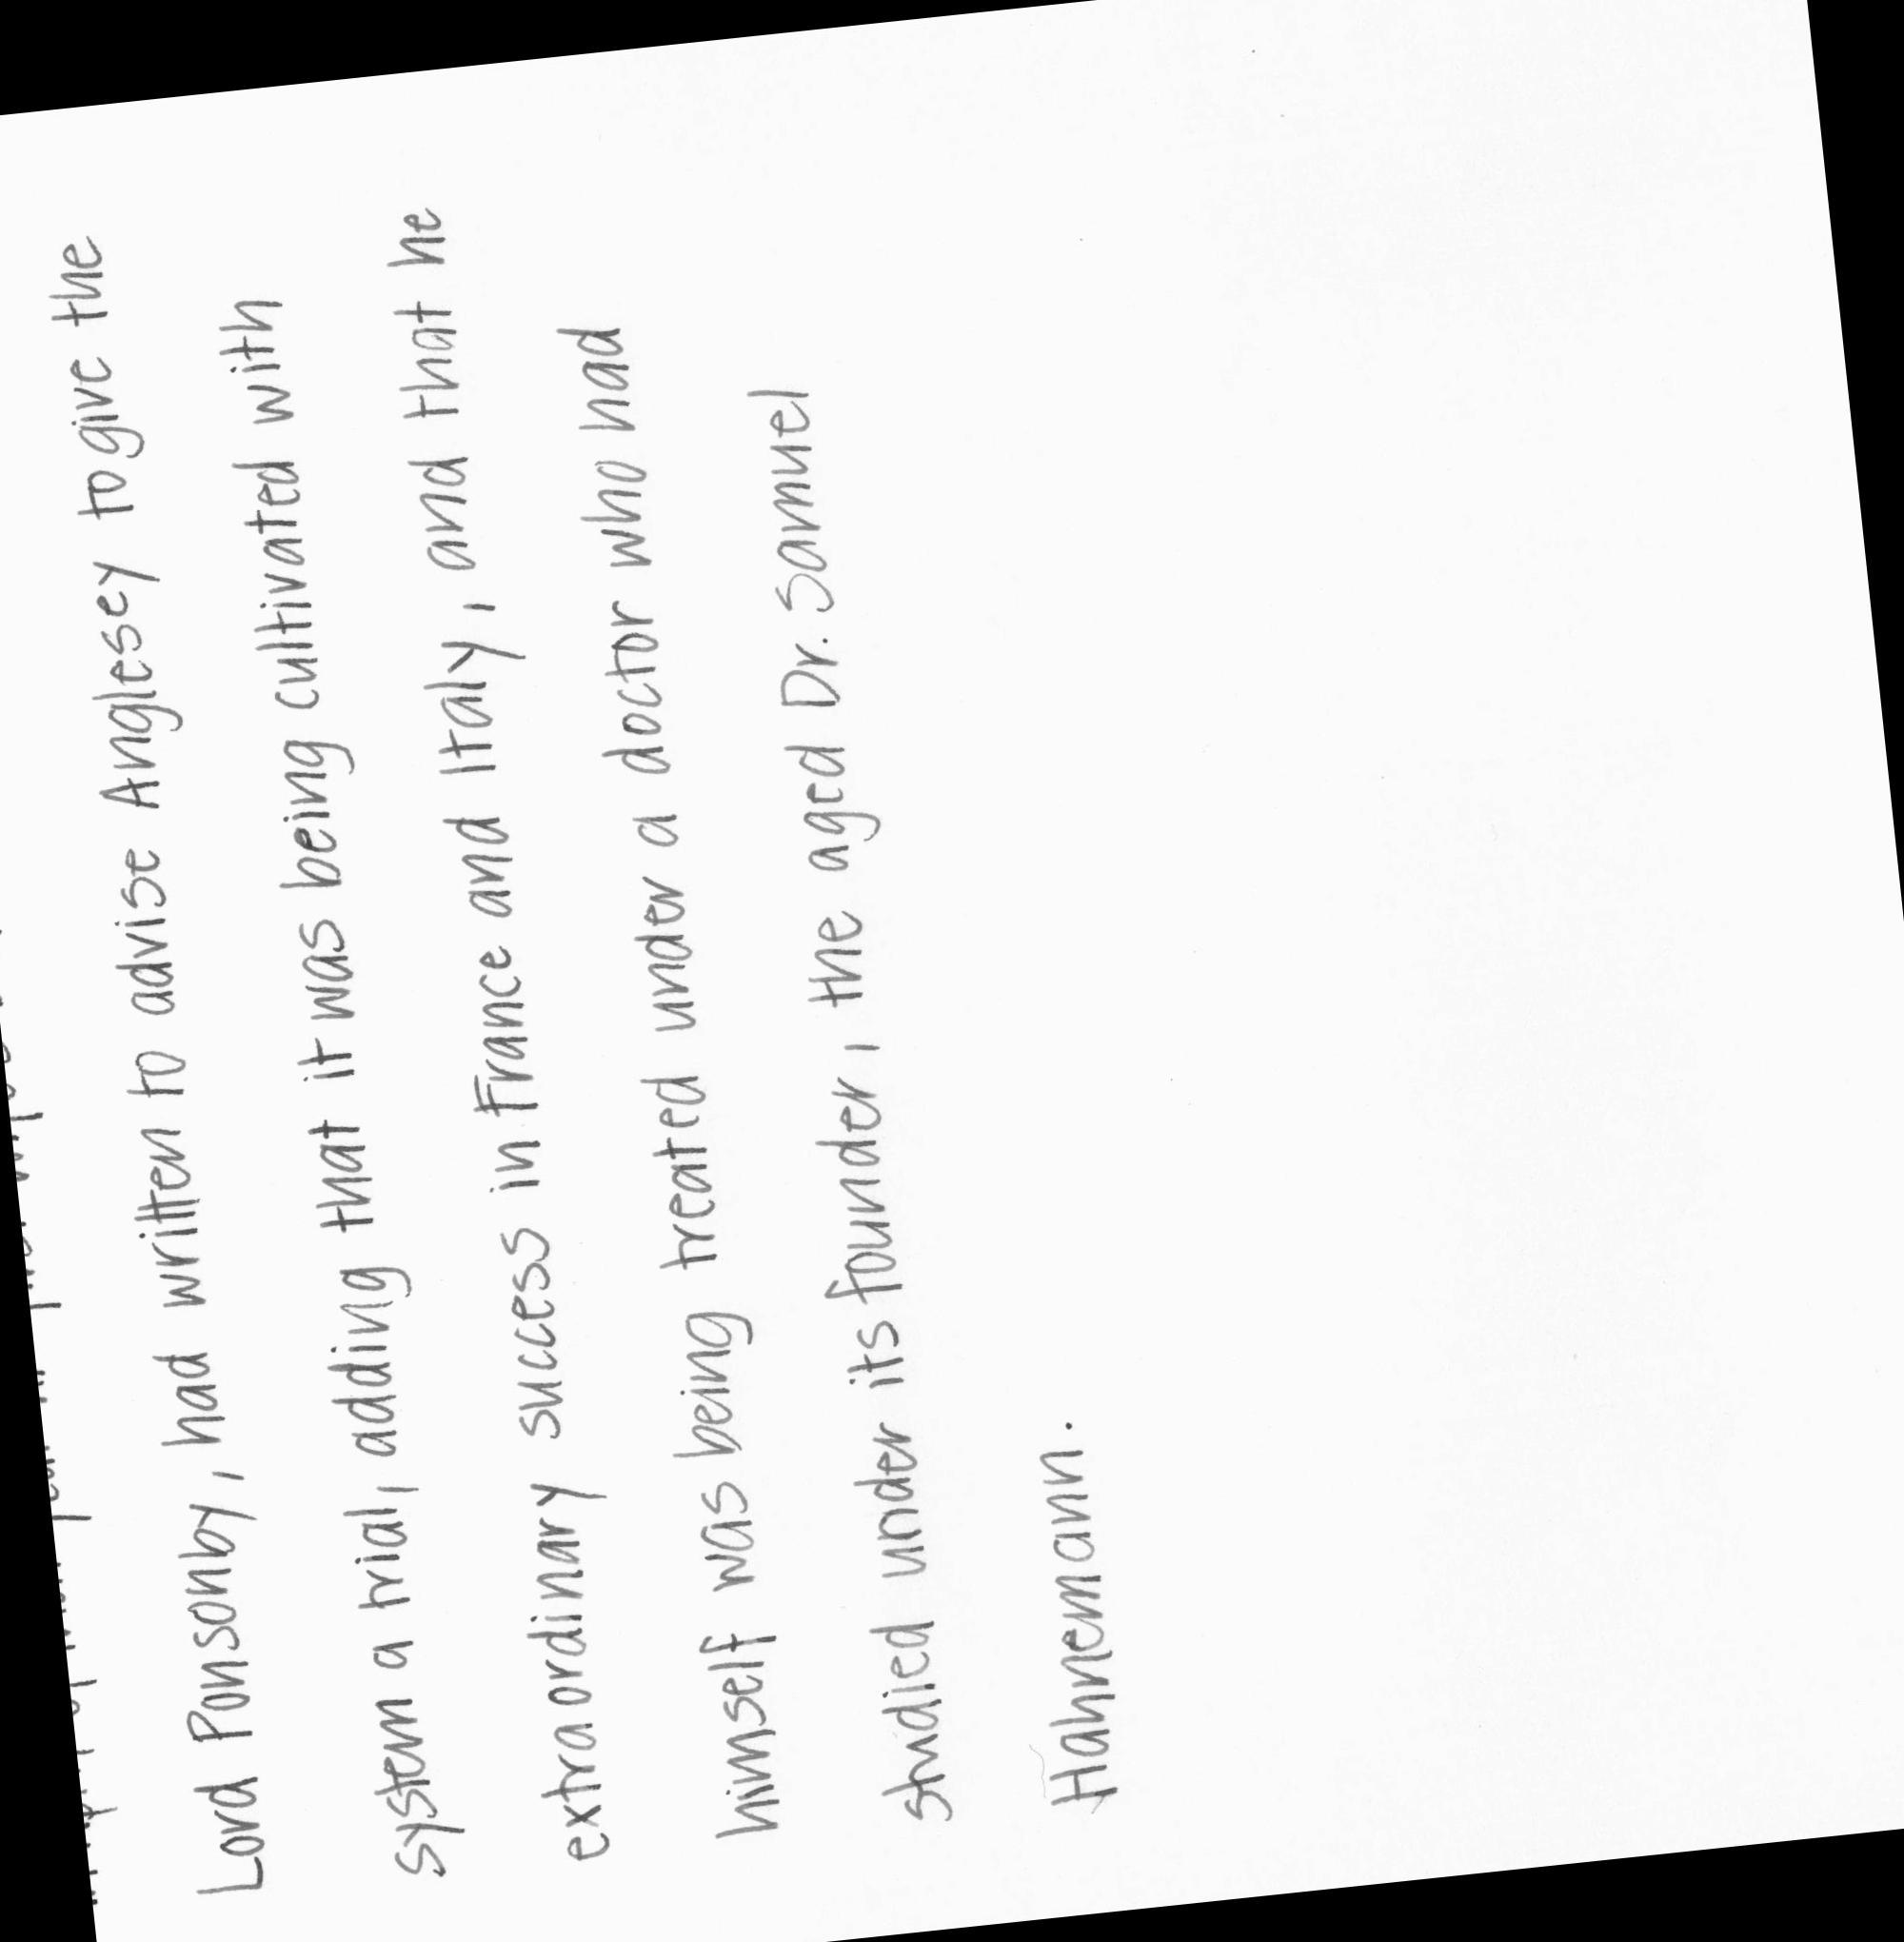 Lord Ponsonby, had written to advise Anglesey to give the
system a trial, adding that it was being cultivated with
extraordinary success in France and Italy, and that he
himself was being treated under a doctor who had
studied under its founder, the aged Dr. Samuel
Hahnemann.